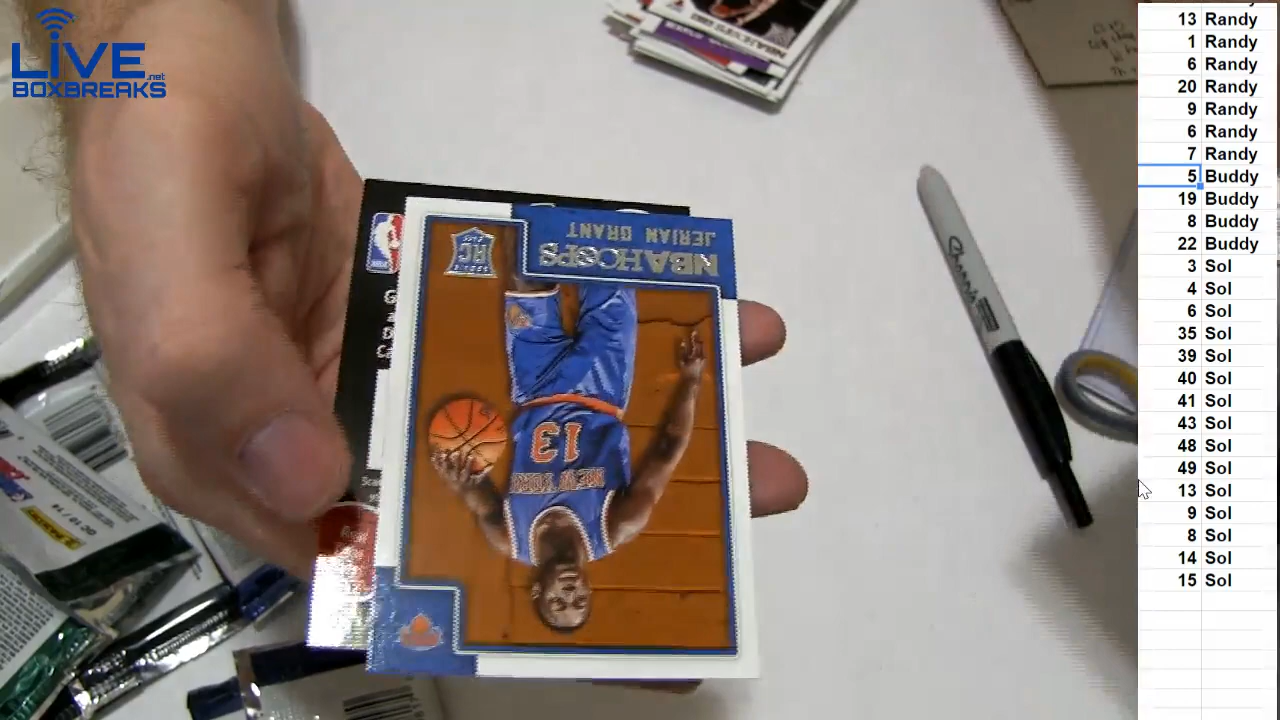 LIVE.net
BOXBREAKS
NBA HOOPS
JERIAN GRANT
RC
13
NEW YORK
Sharpie
13 Randy
1 Randy
6 Randy
20 Randy
9 Randy
6 Randy
7 Randy
5 Buddy
19 Buddy
8 Buddy
22 Buddy
3 Sol
4 Sol
6 Sol
35 Sol
39 Sol
40 Sol
41 Sol
43 Sol
48 Sol
49 Sol
13 Sol
9 Sol
8 Sol
14 Sol
15 Sol